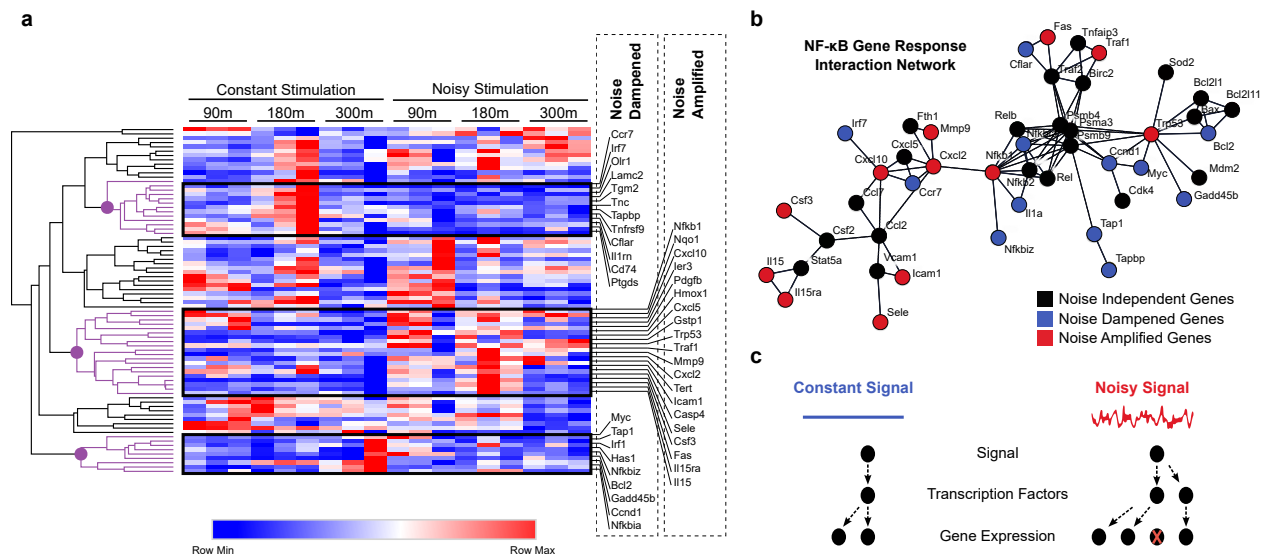 a
Constant Stimulation
Noisy Stimulation
90m
180m
300m
90m
180m
300m
Noise
Dampened
Noise
Amplified
Ccr7
Irf7
Olr1
Lamc2
Tgm2
Tnc
Tapbp
Tnfrsf9
Cflar
Il1rn
Cd74
Ptgds
Myc
Tap1
Irf1
Has1
Nfkbiz
Bcl2
Gadd45b
Ccnd1
Nfkbia
Nfkb1
Nqo1
Cxcl10
Ier3
Pdgfb
Hmox1
Cxcl5
Gstp1
Trp53
Traf1
Mmp9
Cxcl2
Tert
Icam1
Casp4
Sele
Csf3
Fas
Il15ra
Il15
Row Min
Row Max
b
NF-κB Gene Response
Interaction Network
Fas
Tnfaip3
Traf1
Cflar
Traf2
Birc2
Sod2
Bcl2l1
Bcl2l11
Bax
Trp53
Bcl2
Psmb4
Psma3
Psmb9
Relb
Fth1
Mmp9
Irf7
Cxcl5
Cxcl10
Cxcl2
Nfkb1
Ccnd1
Myc
Mdm2
Ccl7
Ccr7
Nfkb2
Rel
Cdk4
Gadd45b
Csf3
Il1a
Csf2
Ccl2
Tap1
Nfkbiz
Il15
Stat5a
Vcam1
Icam1
Tapbp
Il15ra
Sele
Noise Independent Genes
Noise Dampened Genes
Noise Amplified Genes
c
Constant Signal
Noisy Signal
Signal
Transcription Factors
Gene Expression
X